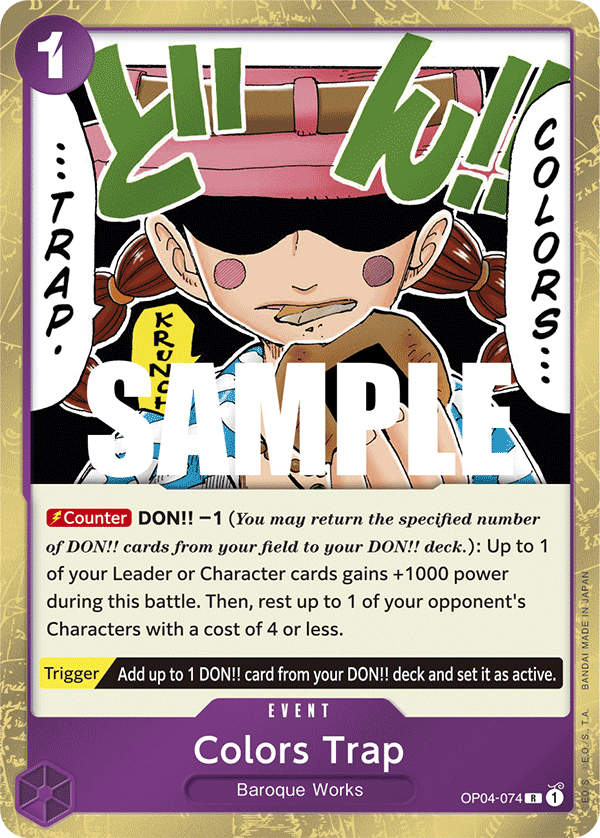 1
どん!!
COLORS...
...TRAP.
KRUNCH
SAMPLE
⚡Counter DON!! −1 (You may return the specified number
of DON!! cards from your field to your DON!! deck.): Up to 1
of your Leader or Character cards gains +1000 power
during this battle. Then, rest up to 1 of your opponent's
Characters with a cost of 4 or less.
Trigger Add up to 1 DON!! card from your DON!! deck and set it as active.
EVENT
Colors Trap
Baroque Works
OP04-074 R 1
©E.O./S. ©E.O./S., T.A. BANDAI MADE IN JAPAN